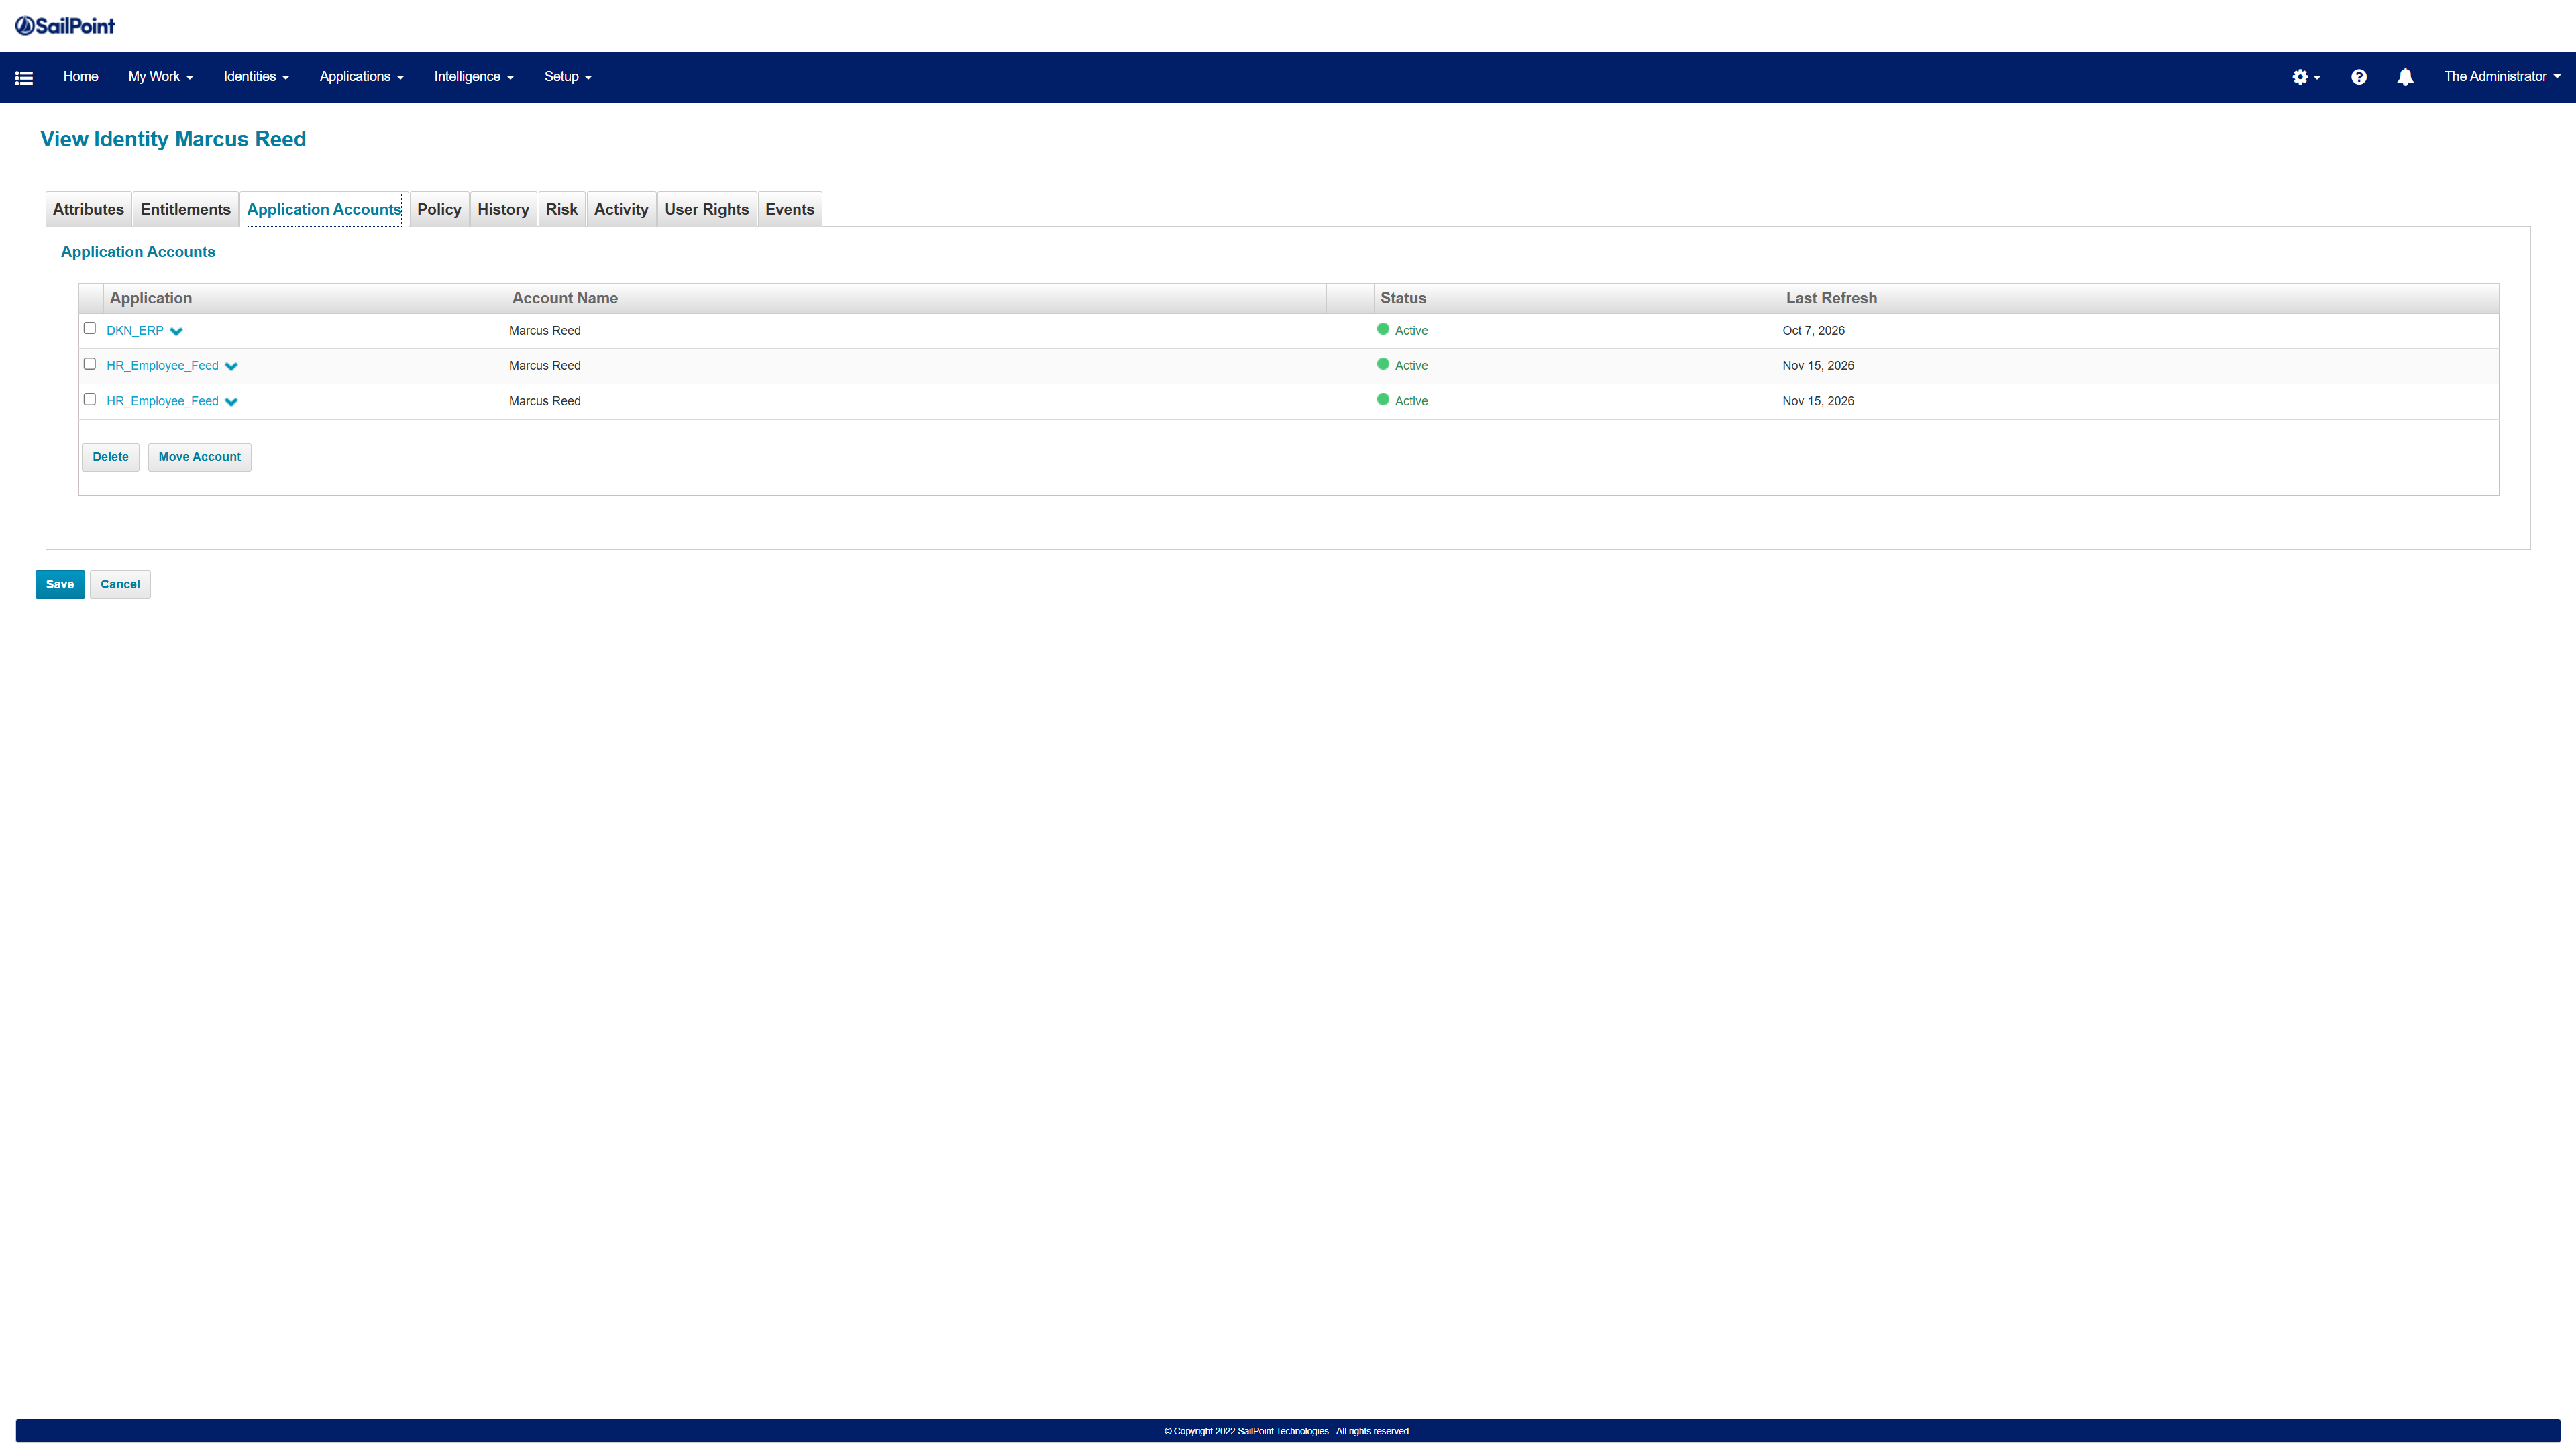 SailPoint
Home My Work Identities Applications Intelligence Setup The Administrator
View Identity Marcus Reed
Attributes Entitlements Application Accounts Policy History Risk Activity User Rights Events
Application Accounts
Application Account Name Status Last Refresh
DKN_ERP Marcus Reed Active Oct 7, 2026
HR_Employee_Feed Marcus Reed Active Nov 15, 2026
HR_Employee_Feed Marcus Reed Active Nov 15, 2026
Delete Move Account
Save Cancel
© Copyright 2022 SailPoint Technologies - All rights reserved.